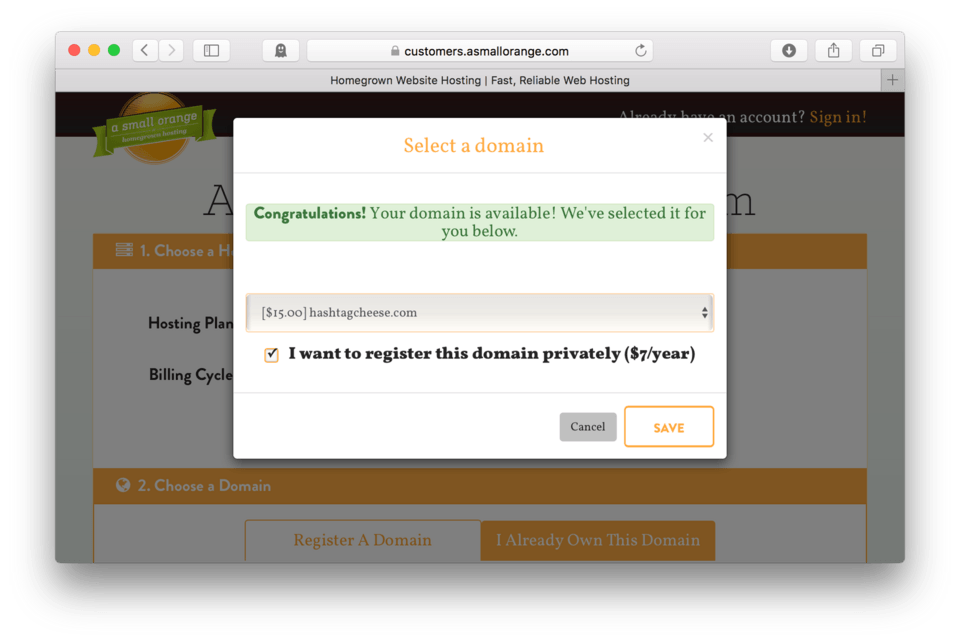 customers.asmallorange.com
Homegrown Website Hosting | Fast, Reliable Web Hosting
a small orange
homegrown hosting
Already have an account? Sign in!
Select a domain
×
A m
Congratulations! Your domain is available! We've selected it for
you below.
1. Choose a H
[$15.00] hashtagcheese.com
Hosting Plan
I want to register this domain privately ($7/year)
Billing Cycle
Cancel
SAVE
2. Choose a Domain
Register A Domain
I Already Own This Domain